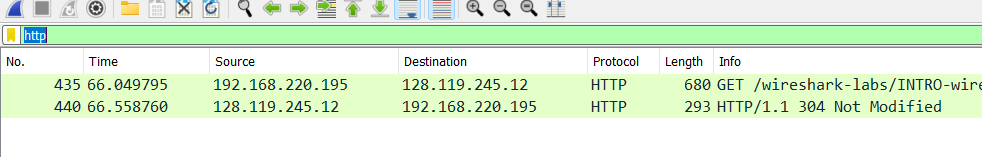 http
No. Time Source Destination Protocol Length Info
435 66.049795 192.168.220.195 128.119.245.12 HTTP 680 GET /wireshark-labs/INTRO-wire
440 66.558760 128.119.245.12 192.168.220.195 HTTP 293 HTTP/1.1 304 Not Modified